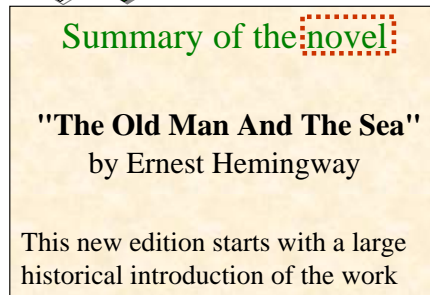 Summary of the novel
"The Old Man And The Sea"
by Ernest Hemingway
This new edition starts with a large
historical introduction of the work